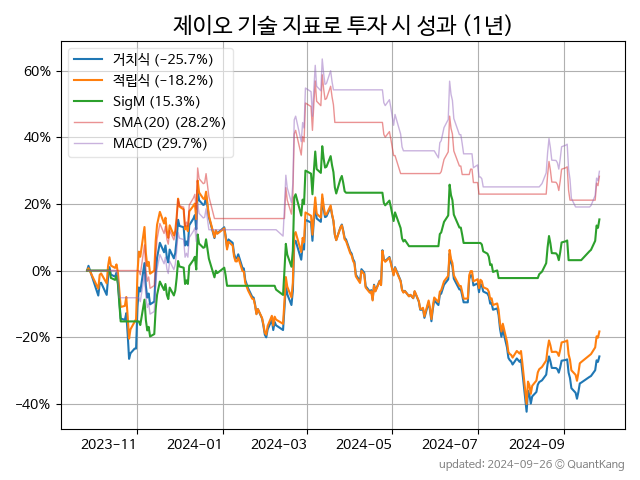 제이오 기술 지표로 투자 시 성과 (1년)
거치식 (−25.7%)
적립식 (−18.2%)
SigM (15.3%)
SMA(20) (28.2%)
MACD (29.7%)
60%
40%
20%
0%
−20%
−40%
2023−11
2024−01
2024−03
2024−05
2024−07
2024−09
updated: 2024−09−26 © QuantKang